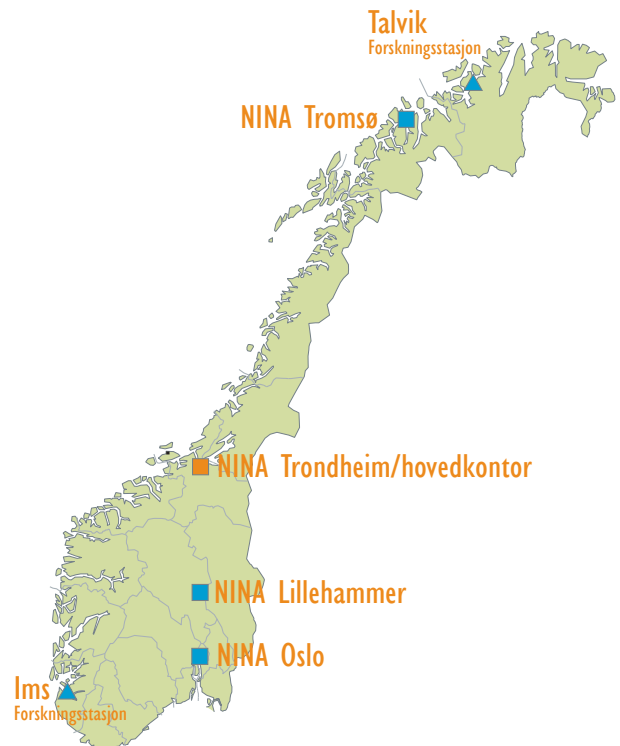 Talvik
Forskningsstasjon
NINA Tromsø
NINA Trondheim/hovedkontor
NINA Lillehammer
NINA Oslo
Ims
Forskningsstasjon